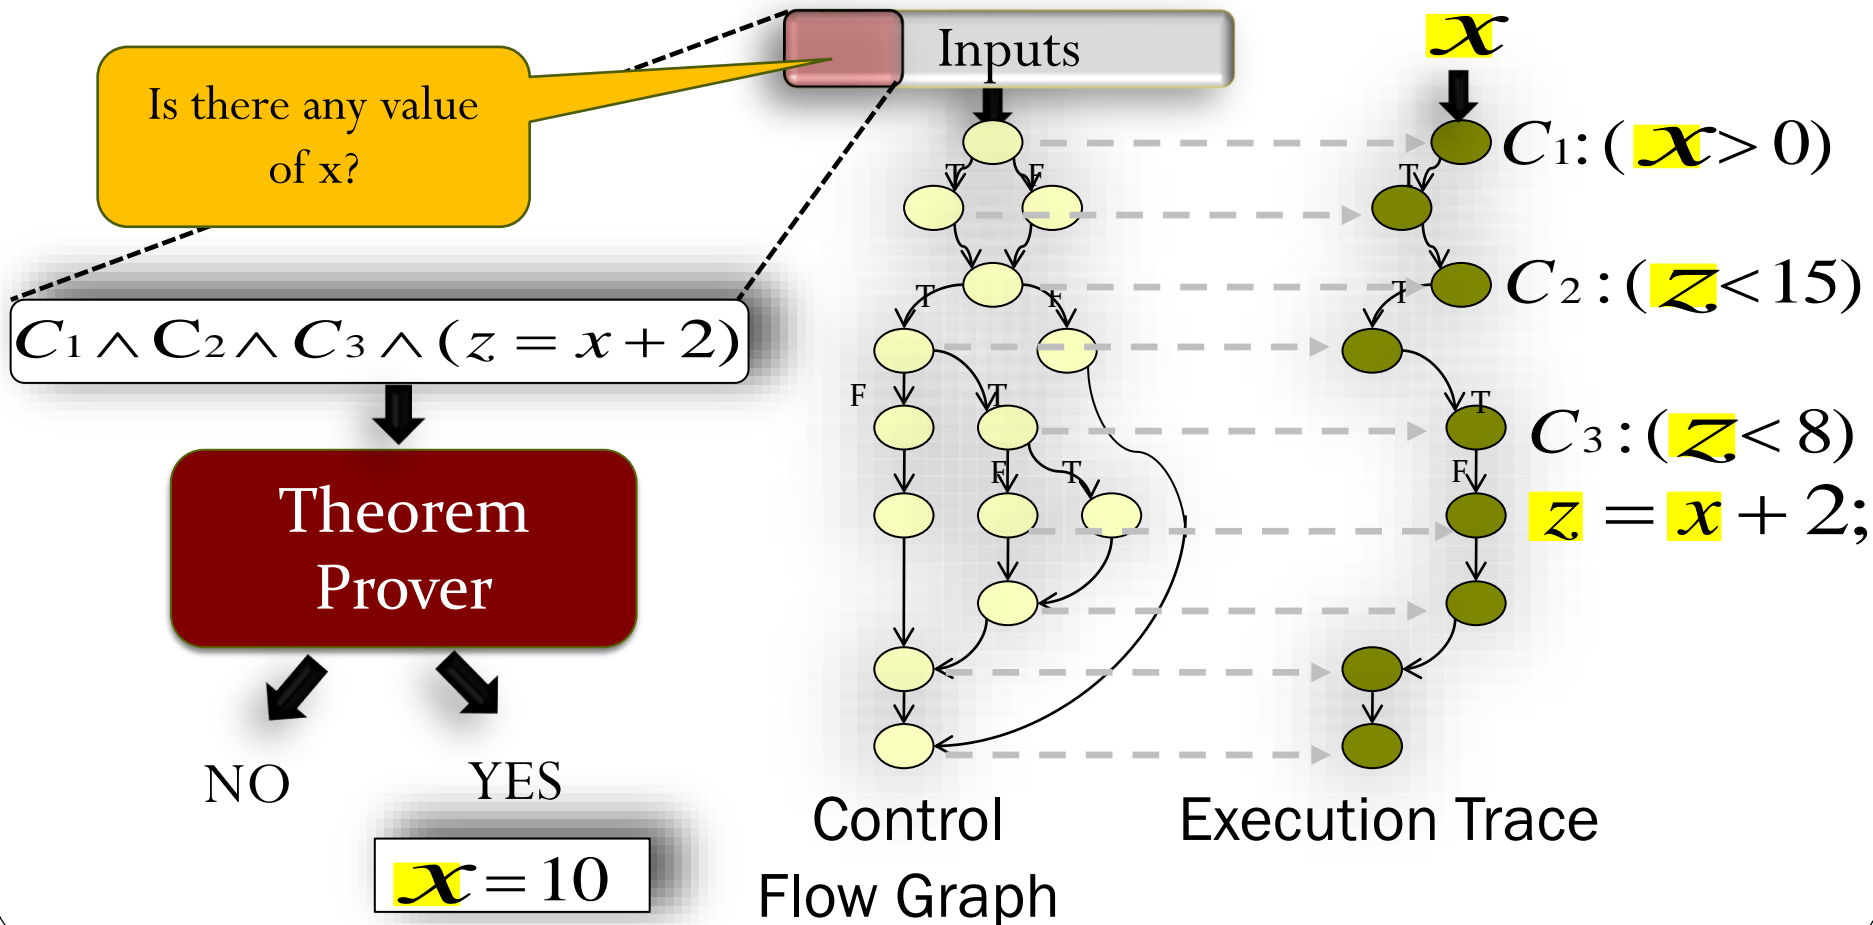 Inputs
x
Is there any value
of x?
C1: (x > 0)
T
F
T
C2 : (z < 15)
T
F
T
C1 ∧ C2 ∧ C3 ∧ (z = x + 2)
F
T
T
C3 : (z < 8)
F
T
F
z = x + 2;
Theorem
Prover
NO
YES
x = 10
Control
Flow Graph
Execution Trace